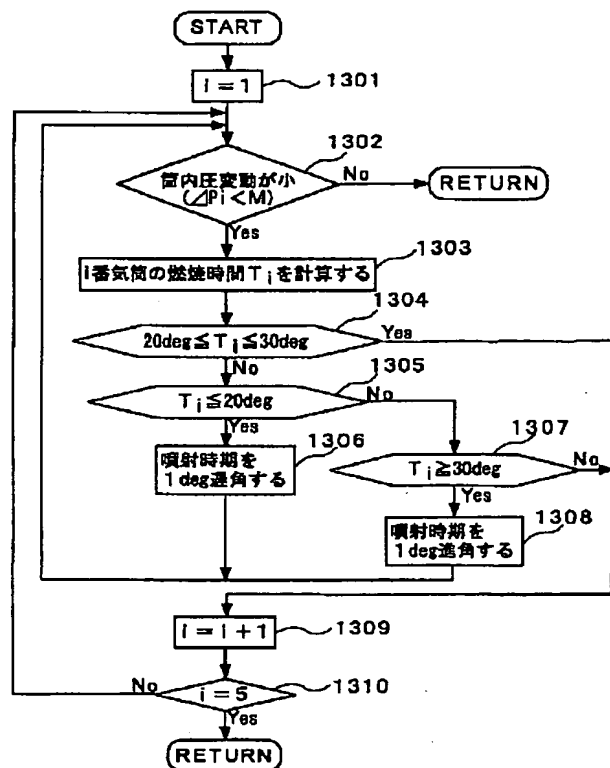 START
i=1
1301
1302
筒内圧変動が小
(⊿Pi<M)
No
RETURN
Yes
1303
i番気筒の燃焼時間Tiを計算する
1304
20deg≦Ti≦30deg
Yes
No
1305
Ti≦20deg
No
Yes
1306
1307
噴射時期を
1deg遅角する
Ti≧30deg
No
Yes
1308
噴射時期を
1deg進角する
i=i+1
1309
No
i=5
1310
Yes
RETURN